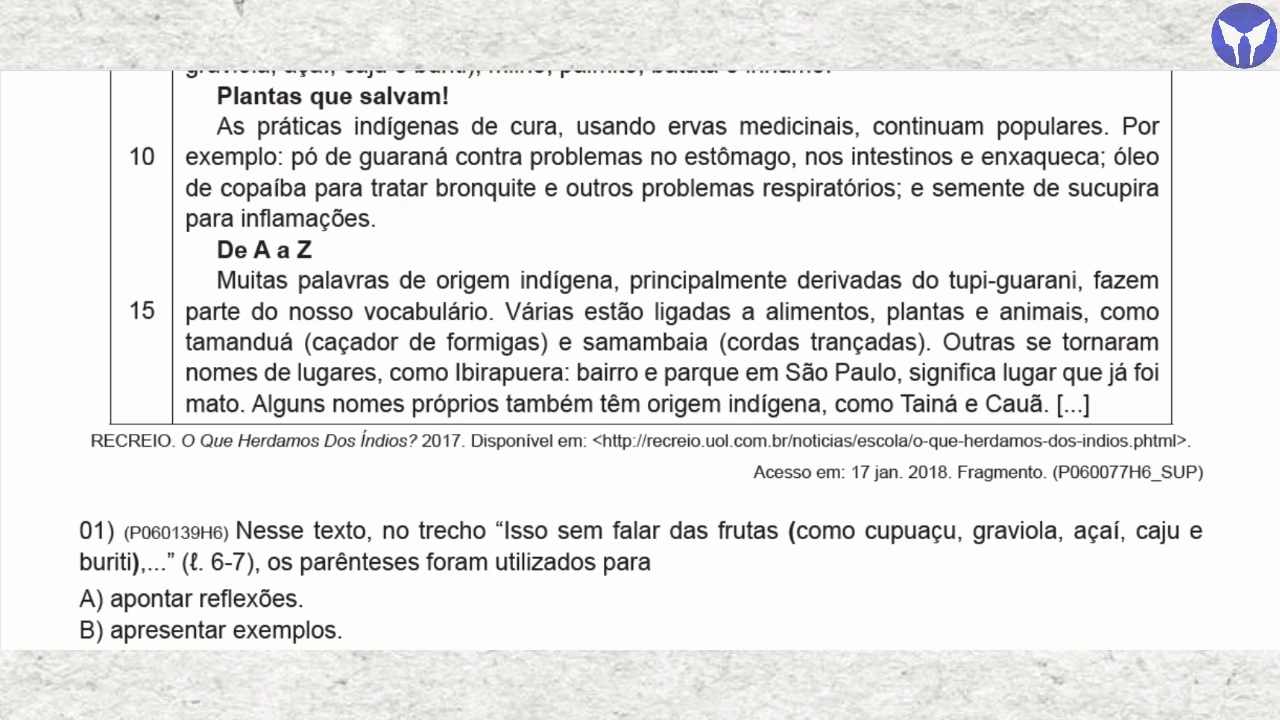 graviola, açaí, caju e buriti), milho, palmito, batata e inhame.
Plantas que salvam!
As práticas indígenas de cura, usando ervas medicinais, continuam populares. Por
10 exemplo: pó de guaraná contra problemas no estômago, nos intestinos e enxaqueca; óleo
de copaíba para tratar bronquite e outros problemas respiratórios; e semente de sucupira
para inflamações.
De A a Z
Muitas palavras de origem indígena, principalmente derivadas do tupi-guarani, fazem
15 parte do nosso vocabulário. Várias estão ligadas a alimentos, plantas e animais, como
tamanduá (caçador de formigas) e samambaia (cordas trançadas). Outras se tornaram
nomes de lugares, como Ibirapuera: bairro e parque em São Paulo, significa lugar que já foi
mato. Alguns nomes próprios também têm origem indígena, como Tainá e Cauã. [...]
RECREIO. O Que Herdamos Dos Índios? 2017. Disponível em: <http://recreio.uol.com.br/noticias/escola/o-que-herdamos-dos-indios.phtml>.
Acesso em: 17 jan. 2018. Fragmento. (P060077H6_SUP)
01) (P060139H6) Nesse texto, no trecho “Isso sem falar das frutas (como cupuaçu, graviola, açaí, caju e
buriti),...” (ℓ. 6-7), os parênteses foram utilizados para
A) apontar reflexões.
B) apresentar exemplos.